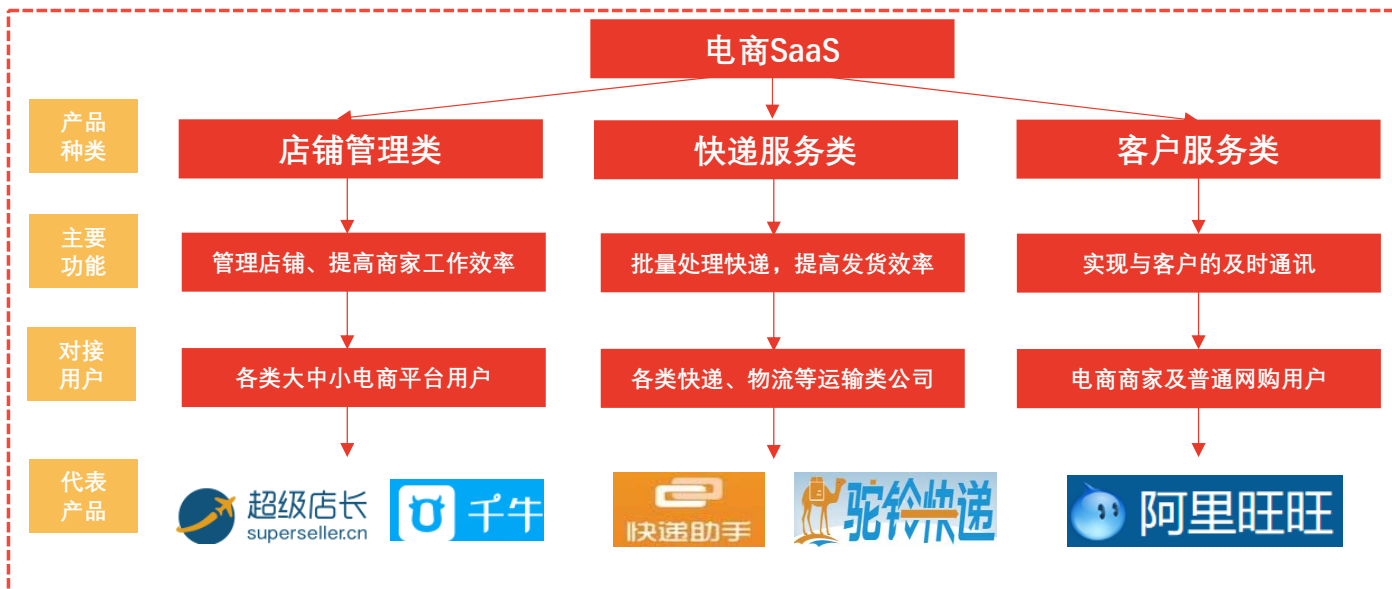 电商SaaS
产品
种类
店铺管理类
快递服务类
客户服务类
主要
功能
管理店铺、提高商家工作效率
批量处理快递，提高发货效率
实现与客户的及时通讯
对接
用户
各类大中小电商平台用户
各类快递、物流等运输类公司
电商商家及普通网购用户
代表
产品
超级店长
superseller.cn
千牛
快递助手
驼铃快递
阿里旺旺